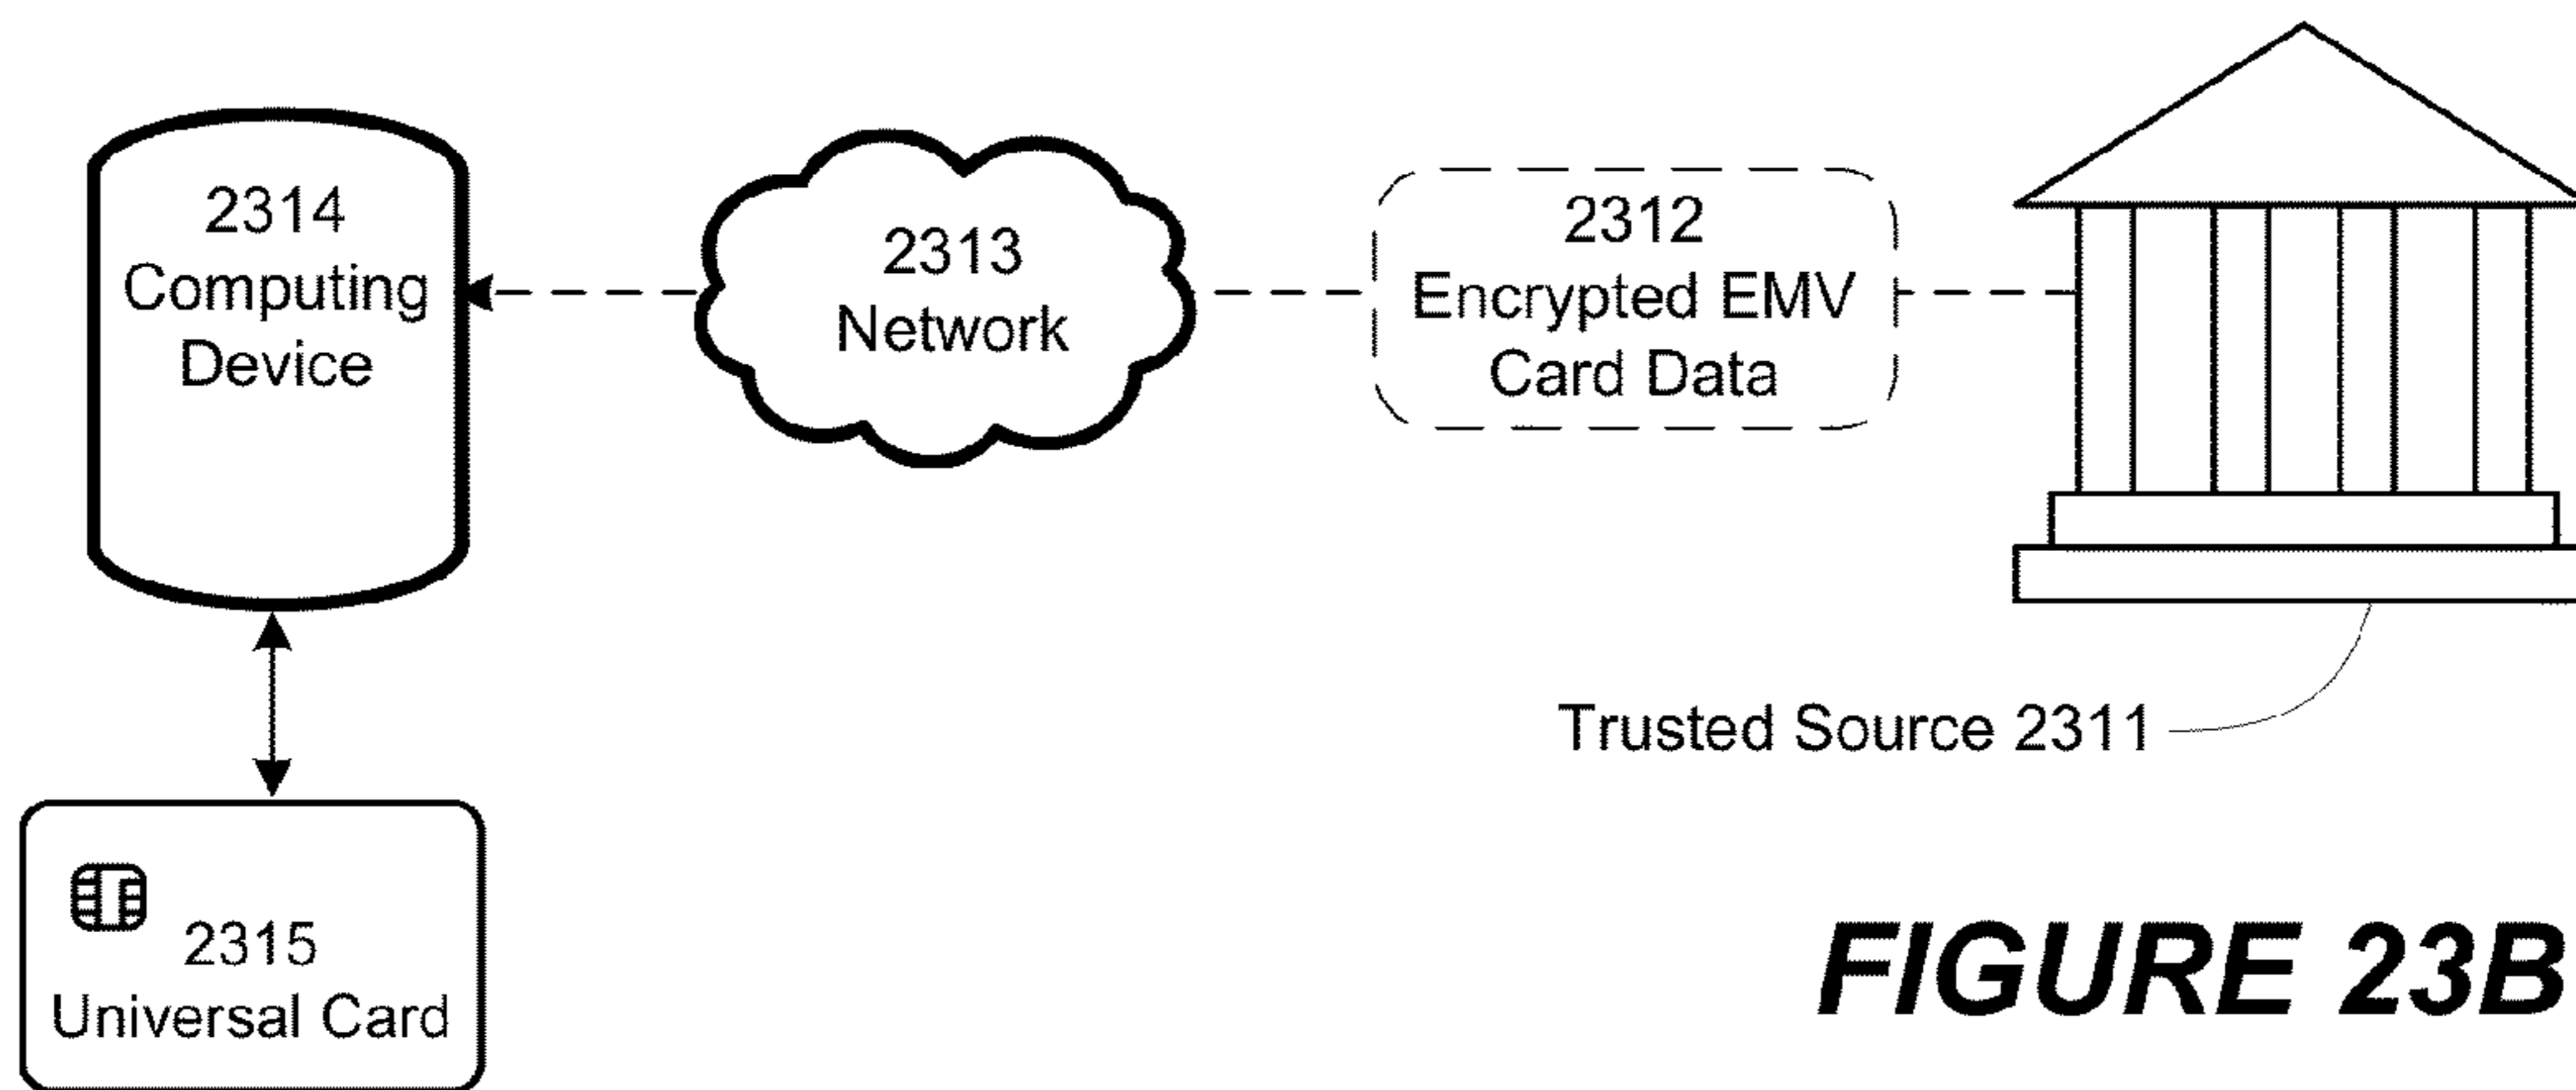 2314
Computing
Device
2313
Network
2312
Encrypted EMV
Card Data
Trusted Source 2311
2315
Universal Card
FIGURE 23B